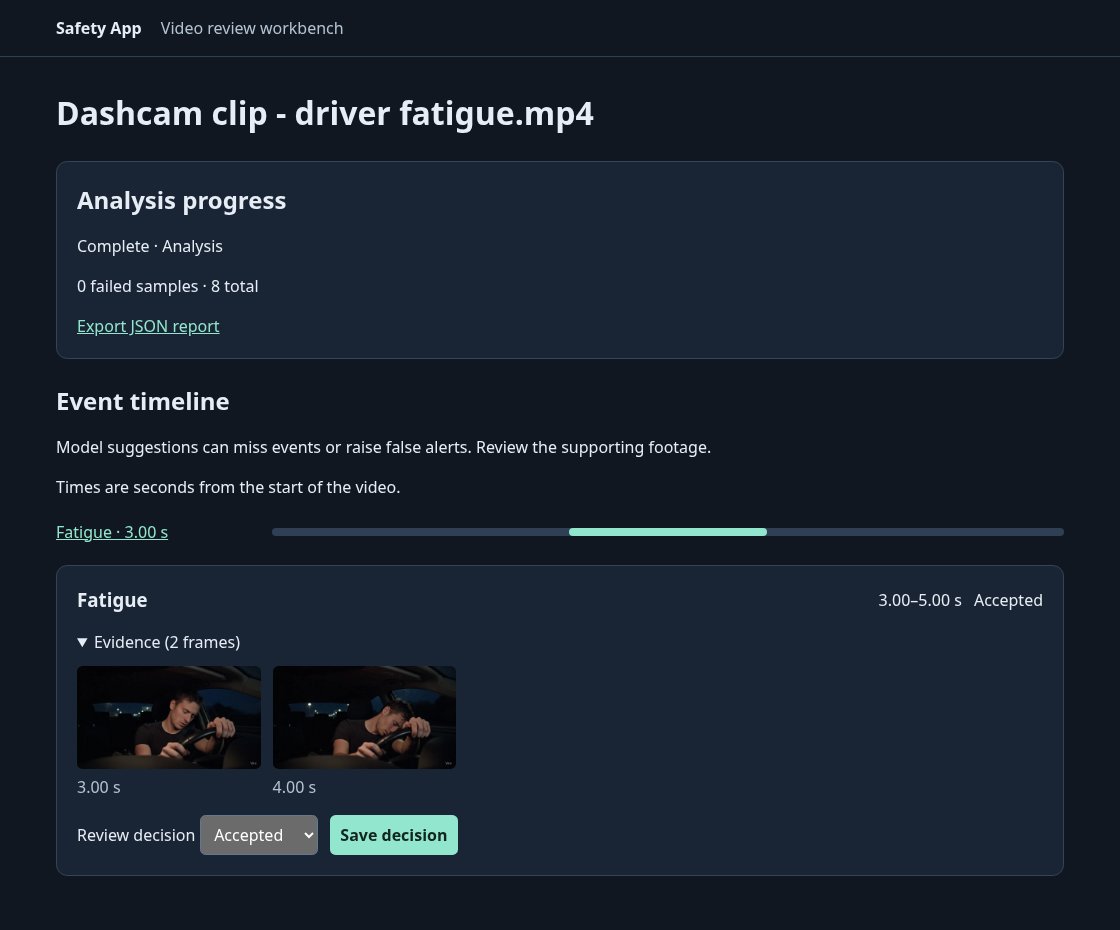 Safety App Video review workbench
Dashcam clip - driver fatigue.mp4
Analysis progress
Complete · Analysis
0 failed samples · 8 total
Export JSON report
Event timeline
Model suggestions can miss events or raise false alerts. Review the supporting footage.
Times are seconds from the start of the video.
Fatigue · 3.00 s
Fatigue 3.00–5.00 s Accepted
▼ Evidence (2 frames)
3.00 s 4.00 s
Review decision Accepted Save decision